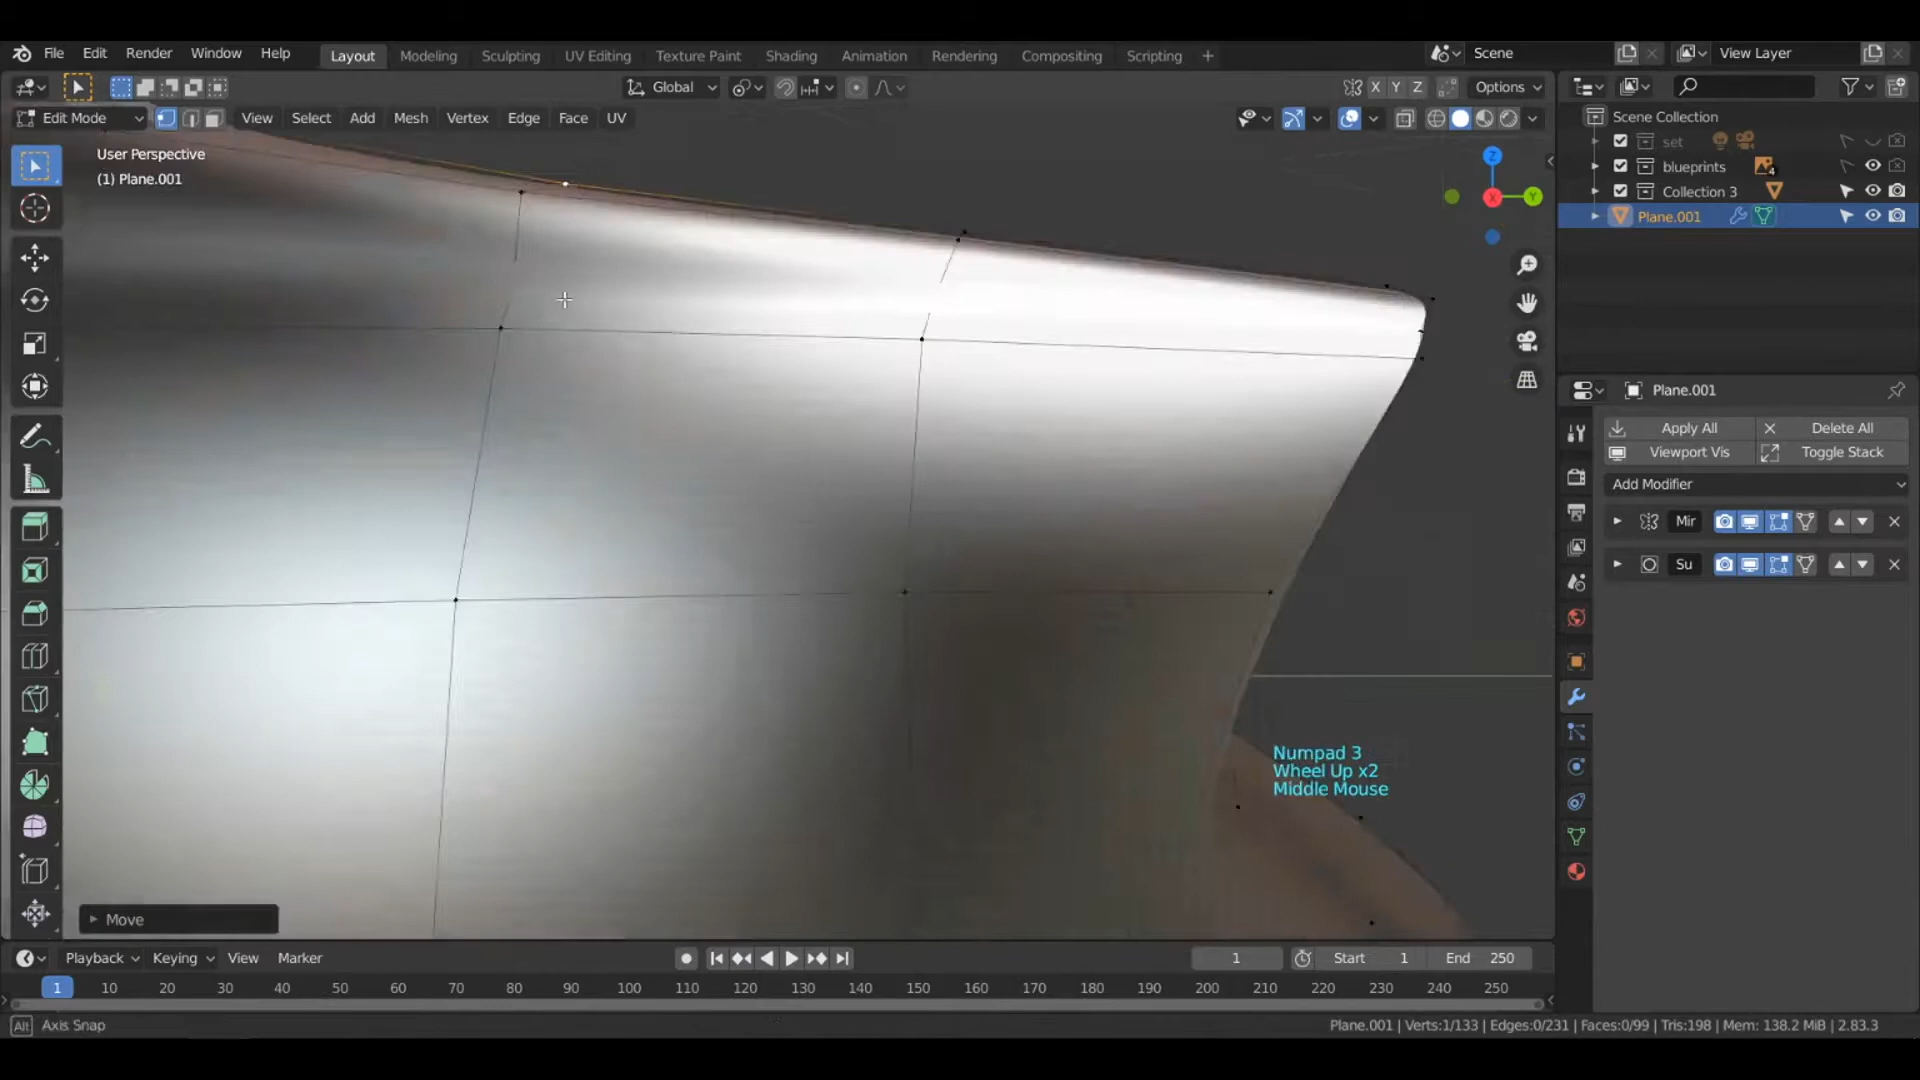 File Edit Render Window Help Layout Modeling Sculpting UV Editing Texture Paint Shading Animation Rendering Compositing Scripting + Scene View Layer
Global X Y Z Options
Edit Mode View Select Add Mesh Vertex Edge Face UV
User Perspective
(1) Plane.001
Z
X
Y
Scene Collection
set
blueprints 4
Collection 3
Plane.001
Plane.001
Apply All Delete All
Viewport Vis Toggle Stack
Add Modifier
Mir
Su
Numpad 3
Wheel Up x2
Middle Mouse
Move
Playback Keying View Marker 1 Start 1 End 250
1 10 20 30 40 50 60 70 80 90 100 110 120 130 140 150 160 170 180 190 200 210 220 230 240 250
Alt Axis Snap
Plane.001 | Verts:1/133 | Edges:0/231 | Faces:0/99 | Tris:198 | Mem: 138.2 MiB | 2.83.3